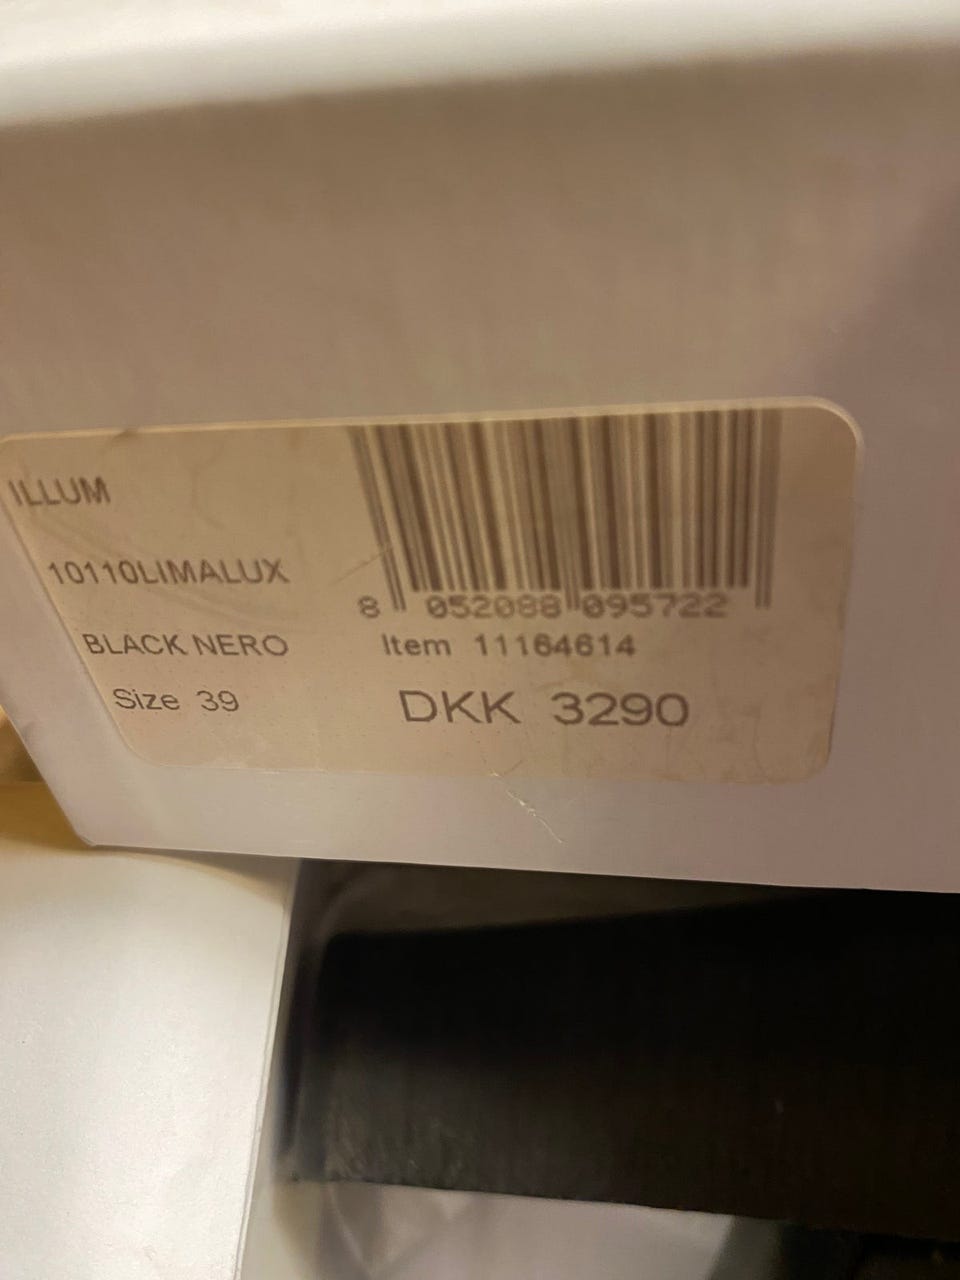 ILLUM
10110LIMALUX
BLACK NERO
Size 39
8 052088 095722
Item 11164614
DKK 3290